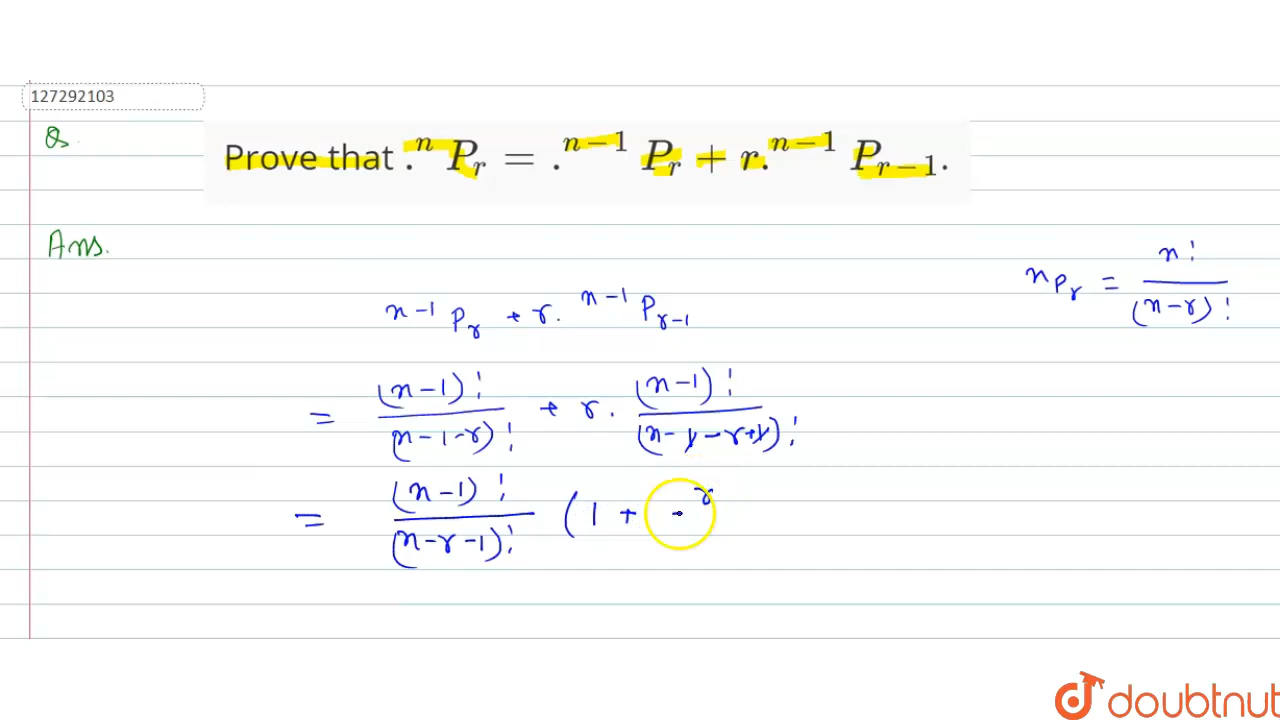 127292103
Q.
Prove that .ⁿPᵣ = .ⁿ⁻¹Pᵣ + r.ⁿ⁻¹Pᵣ₋₁.
Ans.
ⁿPᵣ = n! / (n-r)!
ⁿ⁻¹Pᵣ + r. ⁿ⁻¹Pᵣ₋₁
= (n-1)! / (n-1-r)! + r. (n-1)! / (n-1-r+1)!
= (n-1)! / (n-r-1)! (1 + r
doubtnut